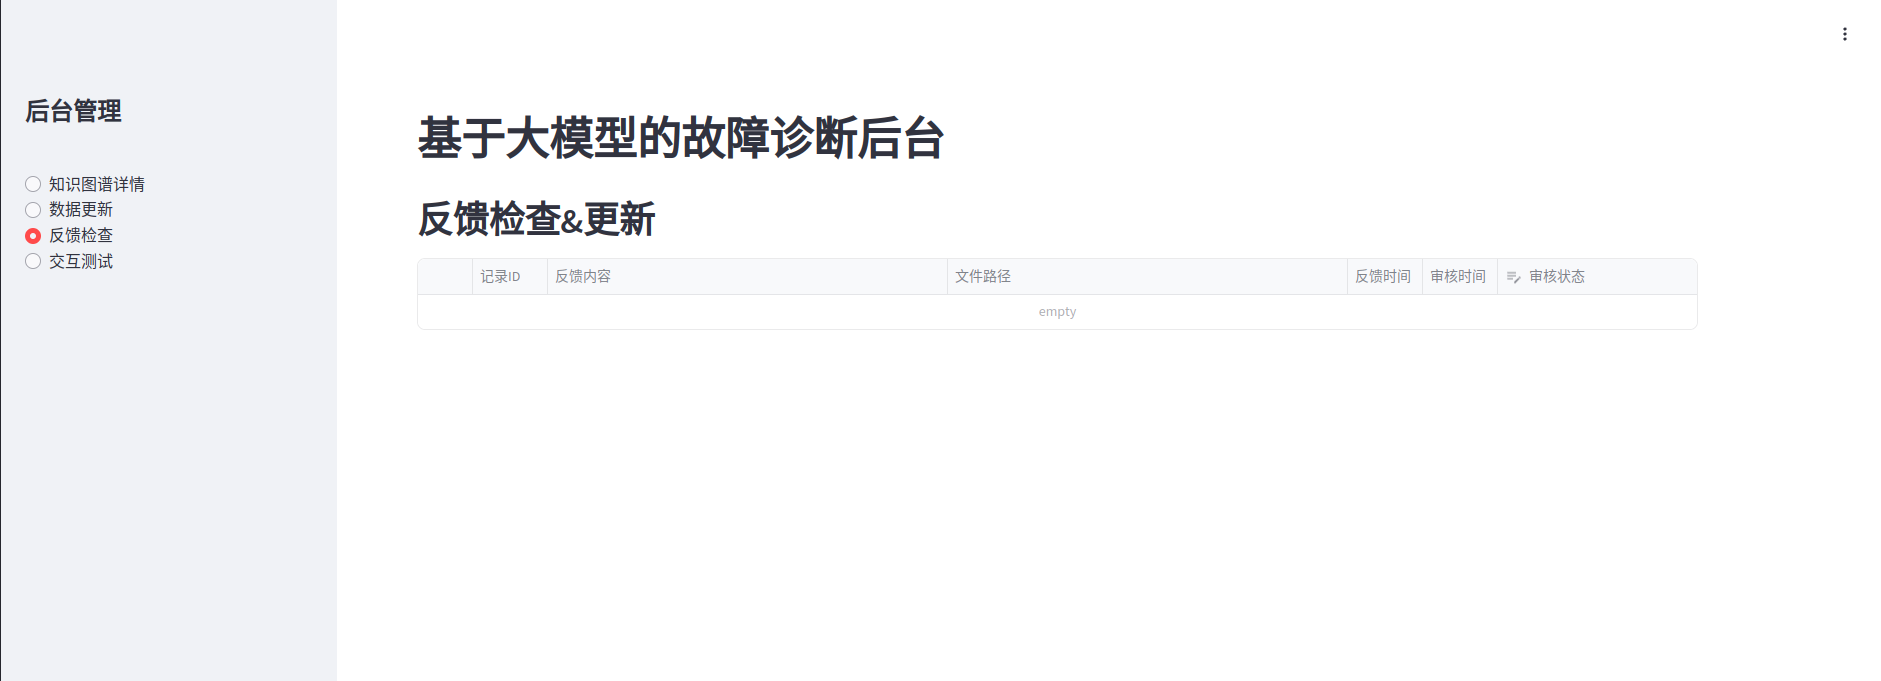 后台管理
知识图谱详情
数据更新
反馈检查
交互测试
基于大模型的故障诊断后台
反馈检查&更新
记录ID 反馈内容 文件路径 反馈时间 审核时间 审核状态
empty